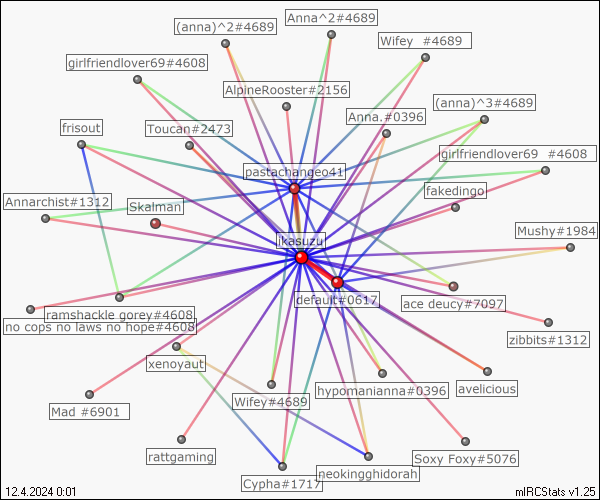 (anna)^2#4689
Anna^2#4689
Wifey  #4689
girlfriendlover69#4608
AlpineRooster#2156
(anna)^3#4689
Anna.#0396
frisout
Toucan#2473
girlfriendlover69  #4608
pastachangeo41
fakedingo
Annarchist#1312
Skalman
Mushy#1984
ikasuzu
default#0617
ace deucy#7097
ramshackle gorey#4608
no cops no laws no hope#4608
zibbits#1312
xenoyaut
hypomanianna#0396
avelicious
Wifey#4689
Mad #6901
rattgaming
Soxy Foxy#5076
neokingghidorah
Cypha#1717
12.4.2024 0:01
mIRCStats v1.25